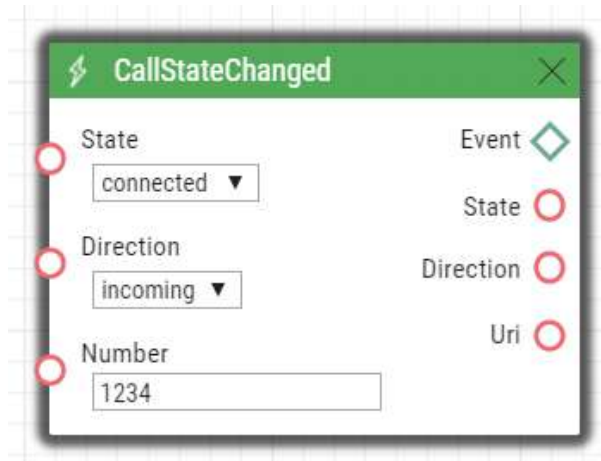 CallStateChanged
State
connected ▼
Event
State
Direction
incoming ▼
Direction
Uri
Number
1234